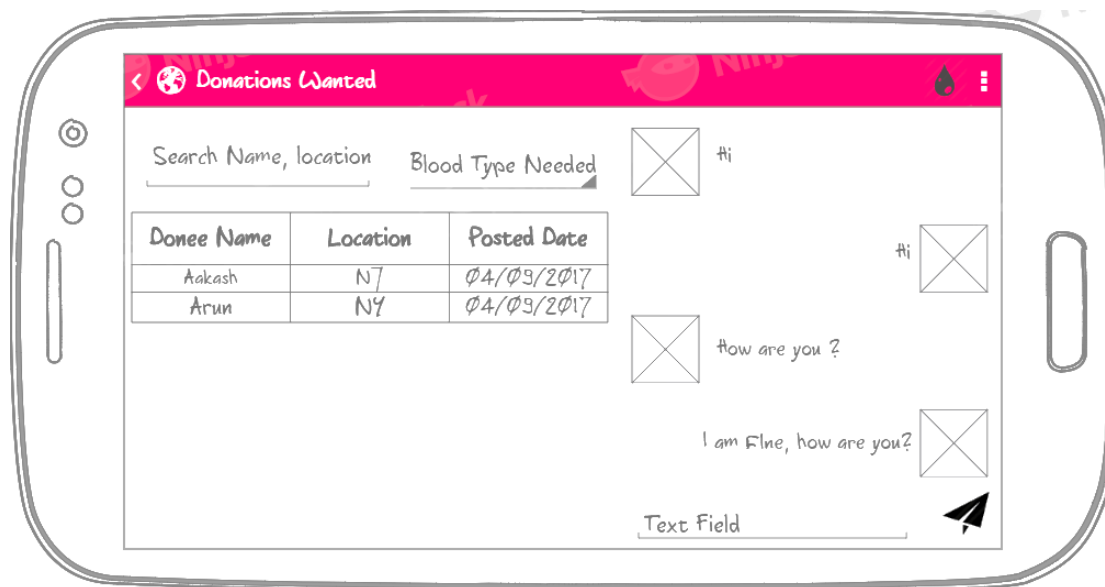 Donations Wanted
Search Name, location
Blood Type Needed
Donee Name Location Posted Date
Aakash NJ 04/09/2017
Arun NY 04/09/2017
Hi
Hi
How are you ?
I am FIne, how are you?
Text Field